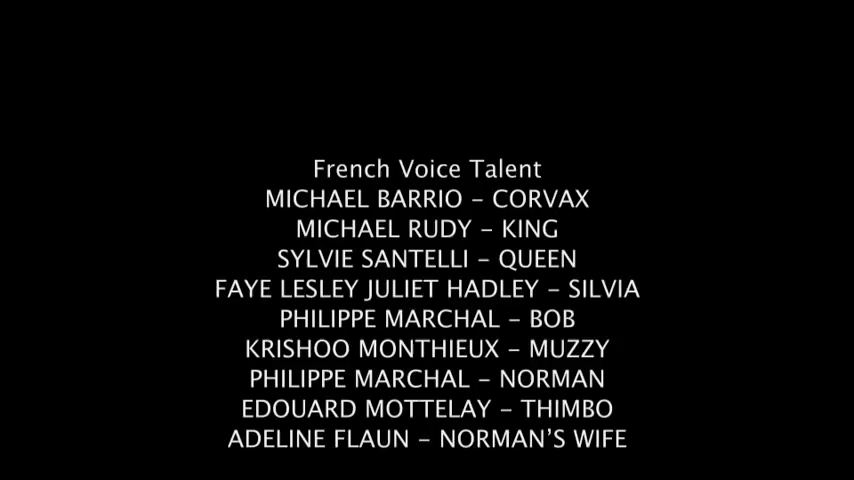 French Voice Talent
MICHAEL BARRIO – CORVAX
MICHAEL RUDY – KING
SYLVIE SANTELLI – QUEEN
FAYE LESLEY JULIET HADLEY – SILVIA
PHILIPPE MARCHAL – BOB
KRISHOO MONTHIEUX – MUZZY
PHILIPPE MARCHAL – NORMAN
EDOUARD MOTTELAY – THIMBO
ADELINE FLAUN – NORMAN’S WIFE